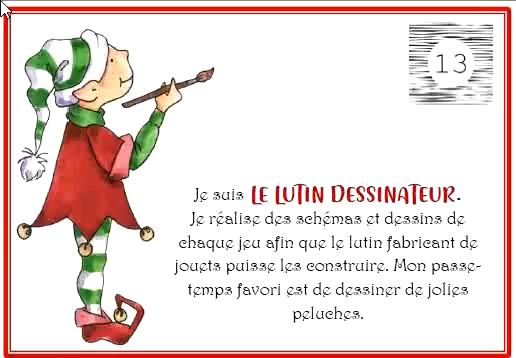 13
Je suis LE LUTIN DESSINATEUR.
Je réalise des schémas et dessins de
chaque jeu afin que le lutin fabricant de
jouets puisse les construire. Mon passe-
temps favori est de dessiner de jolies
peluches.